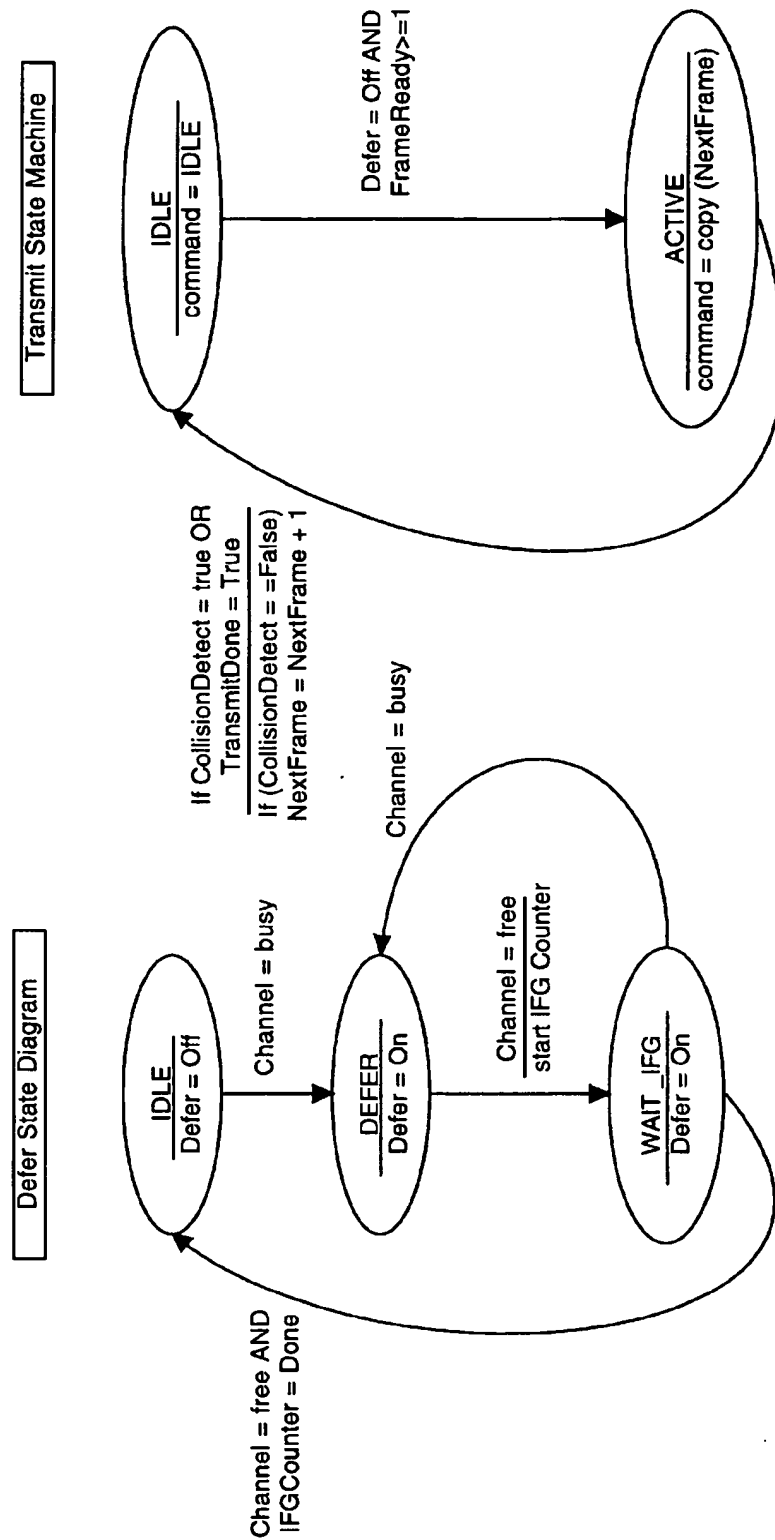 Defer State Diagram
IDLE
Defer = Off
Channel = busy
DEFER
Defer = On
Channel = busy
Channel = free
start IFG Counter
WAIT_IFG
Defer = On
Channel = free AND
IFGCounter = Done
Transmit State Machine
IDLE
command = IDLE
Defer = Off AND
FrameReady>=1
ACTIVE
command = copy (NextFrame)
If CollisionDetect = true OR
TransmitDone = True
If (CollisionDetect = =False)
NextFrame = NextFrame + 1